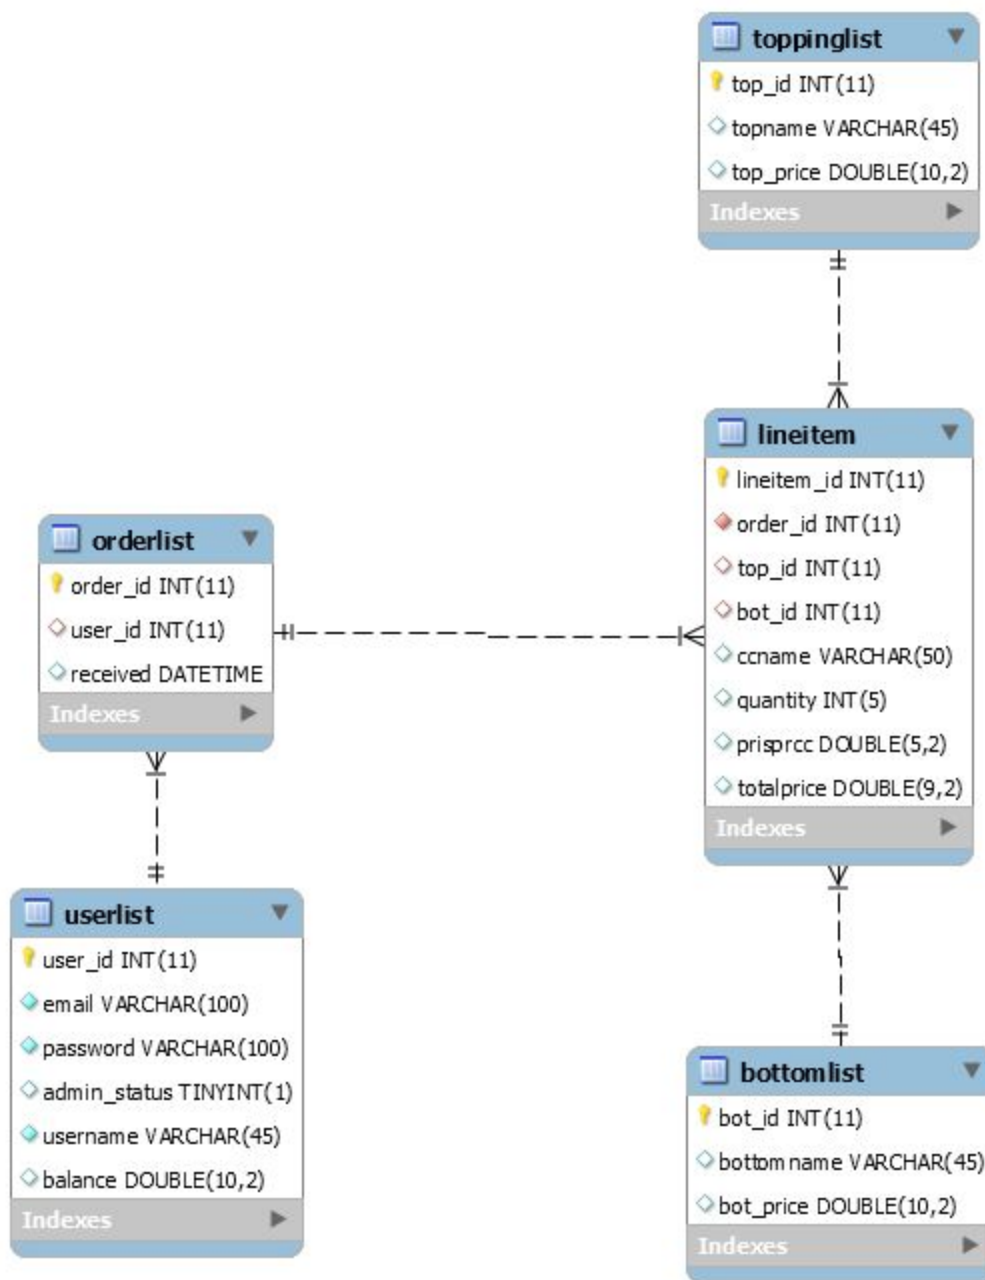 toppinglist
top_id INT(11)
topname VARCHAR(45)
top_price DOUBLE(10,2)
Indexes
lineitem
lineitem_id INT(11)
order_id INT(11)
top_id INT(11)
bot_id INT(11)
ccname VARCHAR(50)
quantity INT(5)
prisprcc DOUBLE(5,2)
totalprice DOUBLE(9,2)
Indexes
orderlist
order_id INT(11)
user_id INT(11)
received DATETIME
Indexes
userlist
user_id INT(11)
email VARCHAR(100)
password VARCHAR(100)
admin_status TINYINT(1)
username VARCHAR(45)
balance DOUBLE(10,2)
Indexes
bottomlist
bot_id INT(11)
bottomname VARCHAR(45)
bot_price DOUBLE(10,2)
Indexes